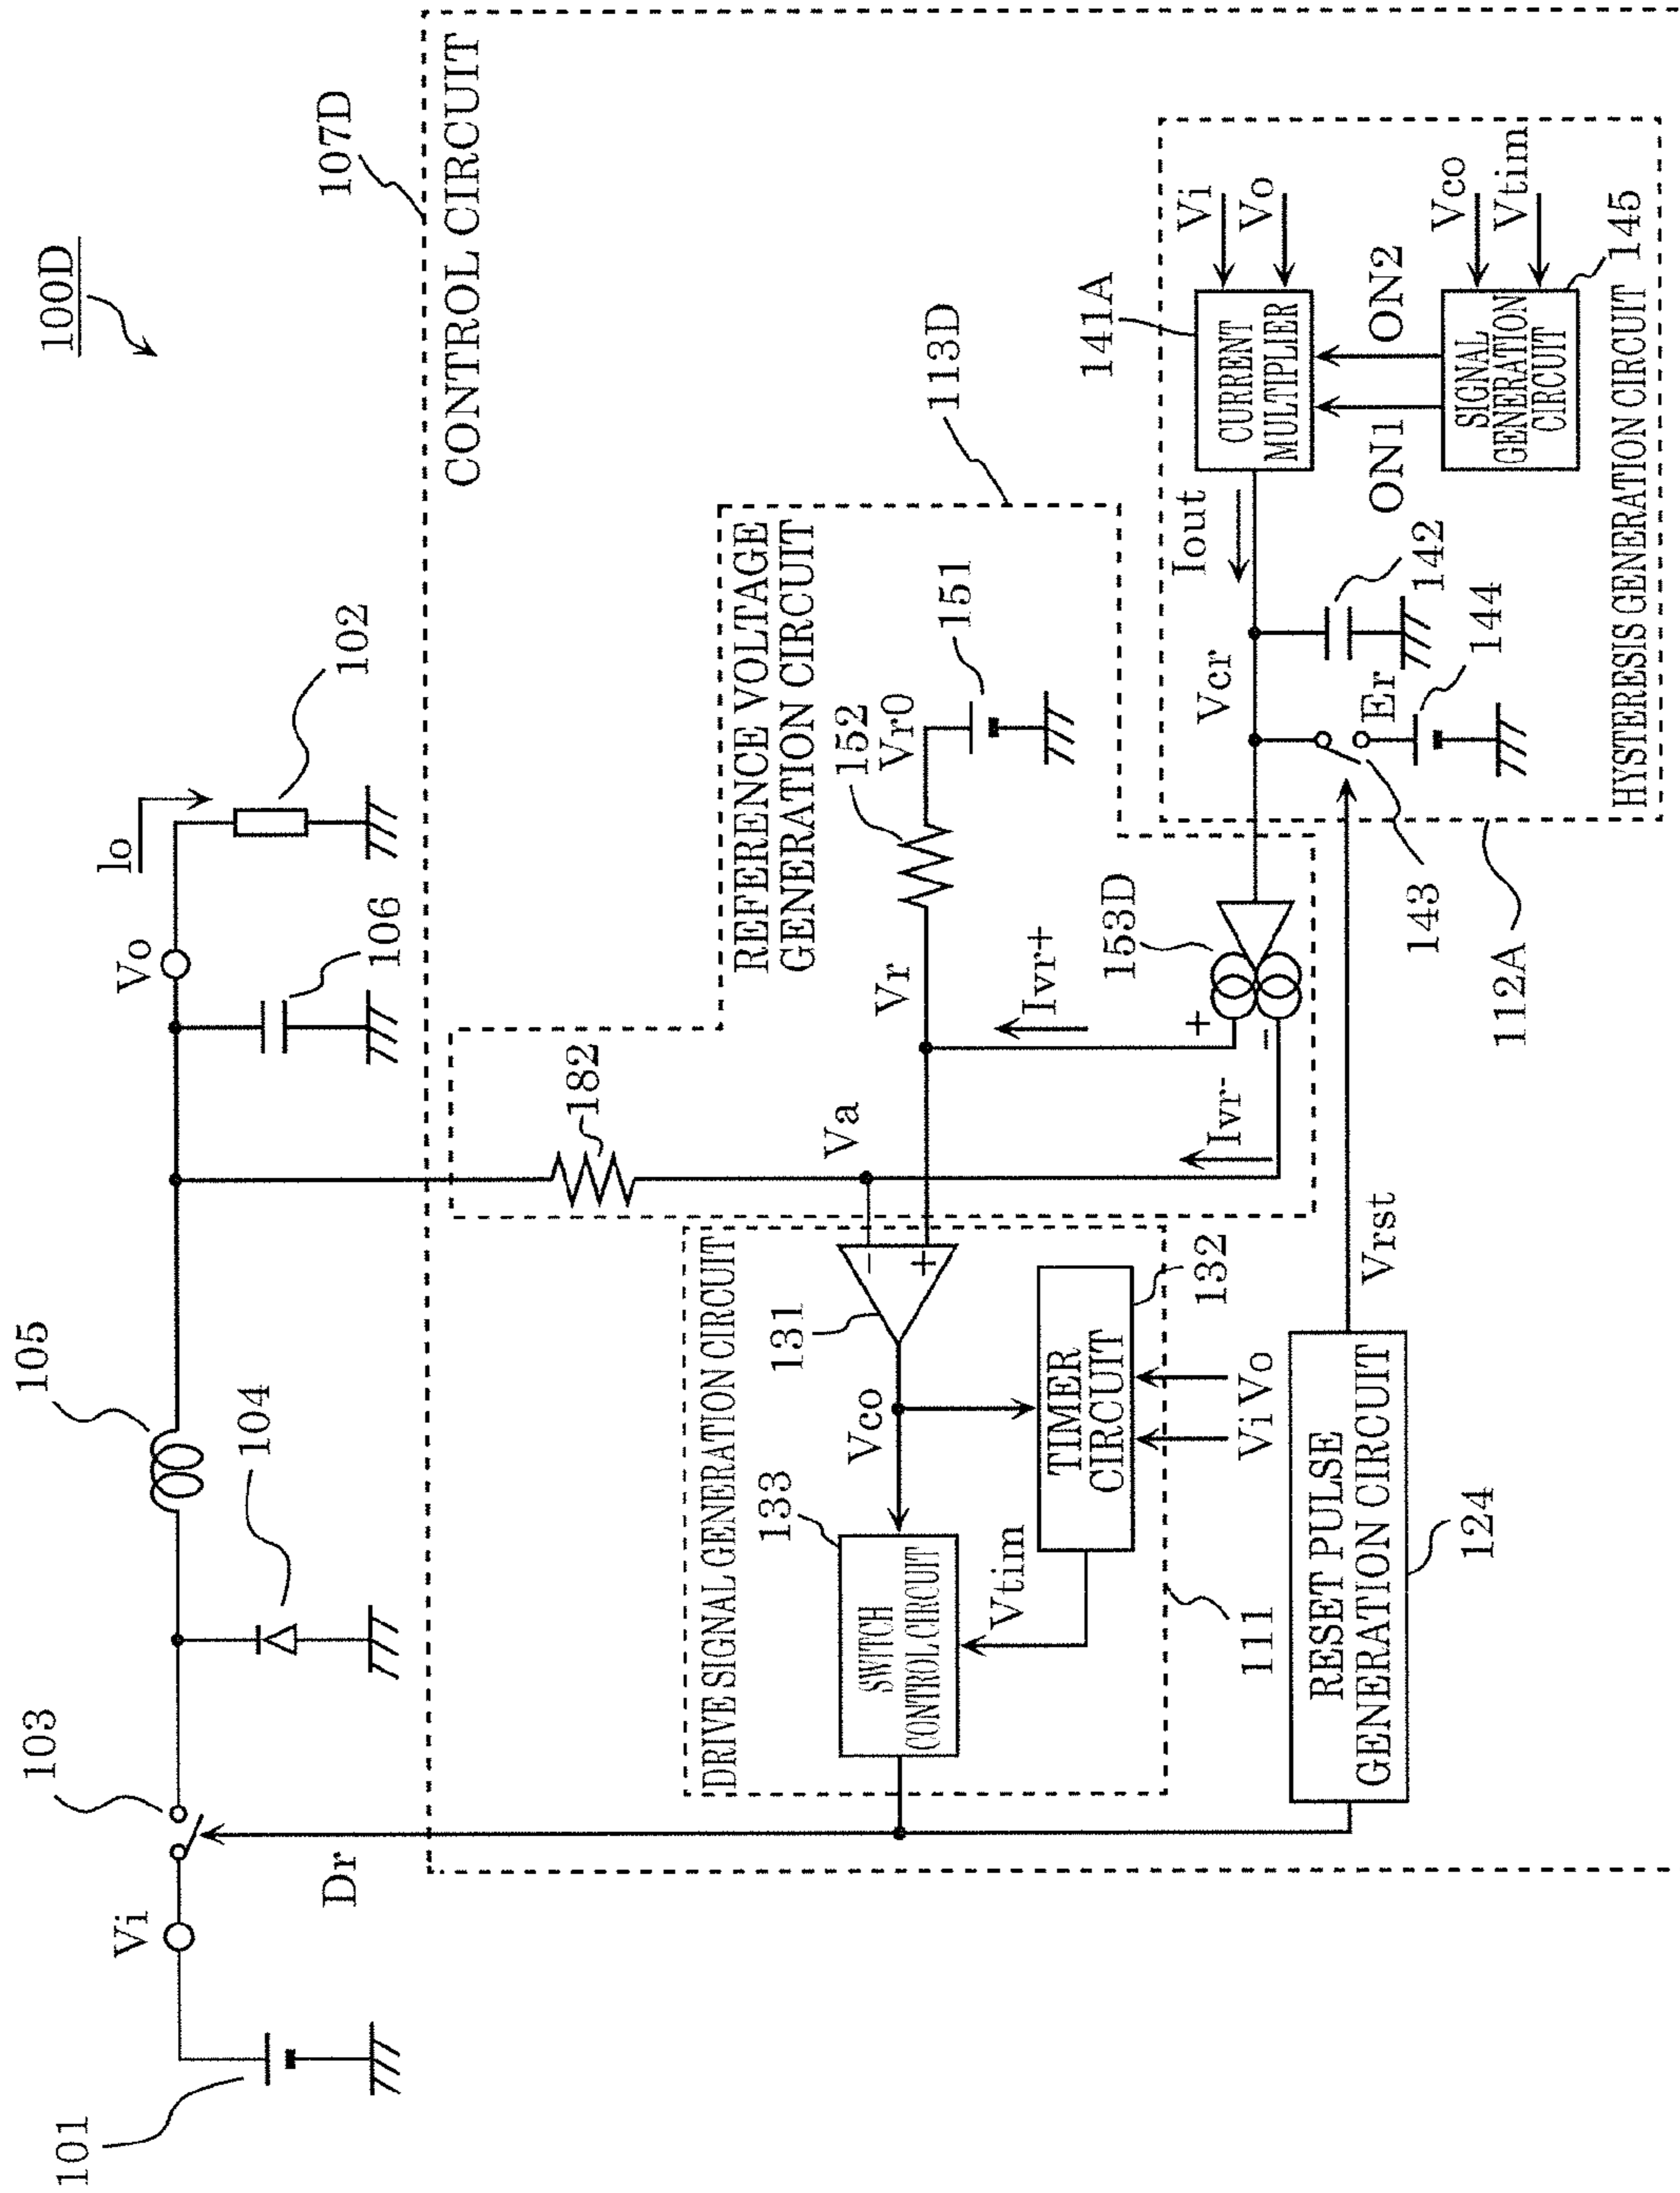 100D
107D
101
Vi
103
104
105
Vo
106
Io
102
Dr
CONTROL CIRCUIT
182
REFERENCE VOLTAGE
GENERATION CIRCUIT
113D
DRIVE SIGNAL GENERATION CIRCUIT
133
SWITCH
CONTROL CIRCUIT
Vco
131
−
+
Va
Vr
152
Vr0
151
Vtim
TIMER
CIRCUIT
132
Vi Vo
111
Ivr+
Ivr-
153D
+
−
RESET PULSE
GENERATION CIRCUIT
124
Vrst
143
112A
Vcr
Iout
Er
142
144
141A
CURRENT
MULTIPLIER
Vi
Vo
ON1
ON2
SIGNAL
GENERATION
CIRCUIT
Vco
Vtim
145
HYSTERESIS GENERATION CIRCUIT